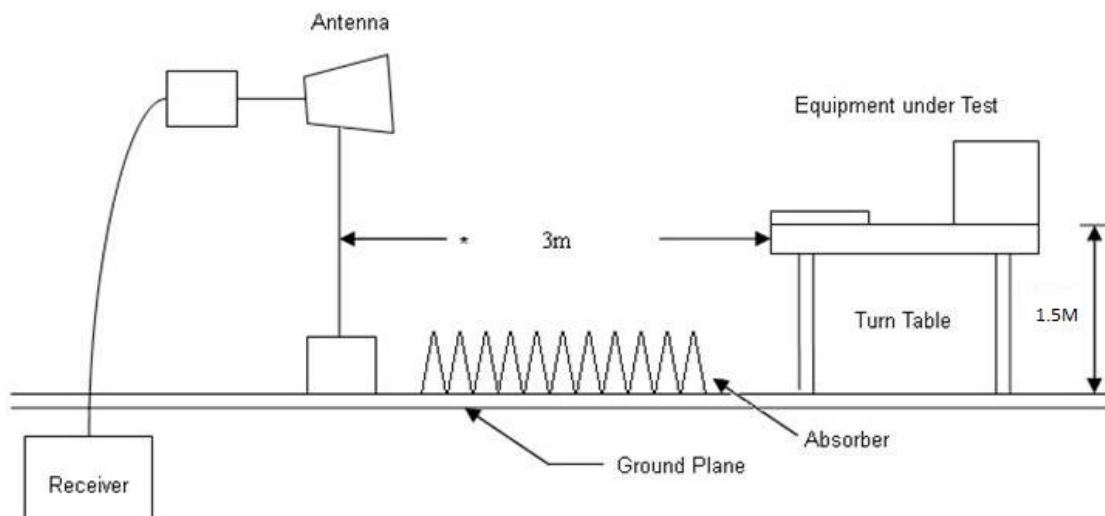 Antenna
Equipment under Test
* 3m
Turn Table
1.5M
Absorber
Ground Plane
Receiver